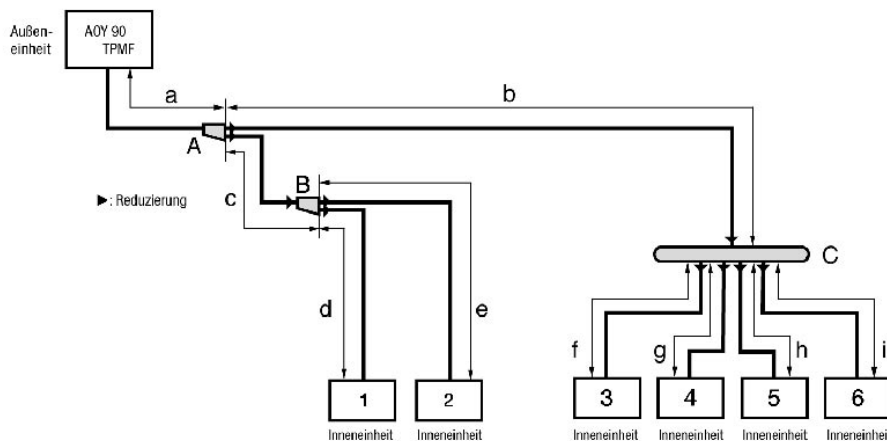 Außen-
einheit
AOY 90
TPMF
a
b
A
B
c
▶: Reduzierung
C
d
e
f
g
h
i
1
2
3
4
5
6
Inneneinheit
Inneneinheit
Inneneinheit
Inneneinheit
Inneneinheit
Inneneinheit